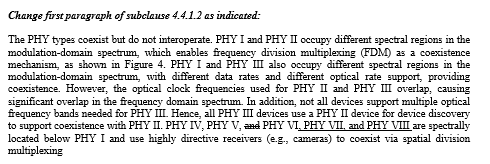 Change first paragraph of subclause 4.4.1.2 as indicated:
The PHY types coexist but do not interoperate. PHY I and PHY II occupy different spectral regions in the
modulation-domain spectrum, which enables frequency division multiplexing (FDM) as a coexistence
mechanism, as shown in Figure 4. PHY I and PHY III also occupy different spectral regions in the
modulation-domain spectrum, with different data rates and different optical rate support, providing
coexistence. However, the optical clock frequencies used for PHY II and PHY III overlap, causing
significant overlap in the frequency domain spectrum. In addition, not all devices support multiple optical
frequency bands needed for PHY III. Hence, all PHY III devices use a PHY II device for device discovery
to support coexistence with PHY II. PHY IV, PHY V, and PHY VI, PHY VII, and PHY VIII are spectrally
located below PHY I and use highly directive receivers (e.g., cameras) to coexist via spatial division
multiplexing